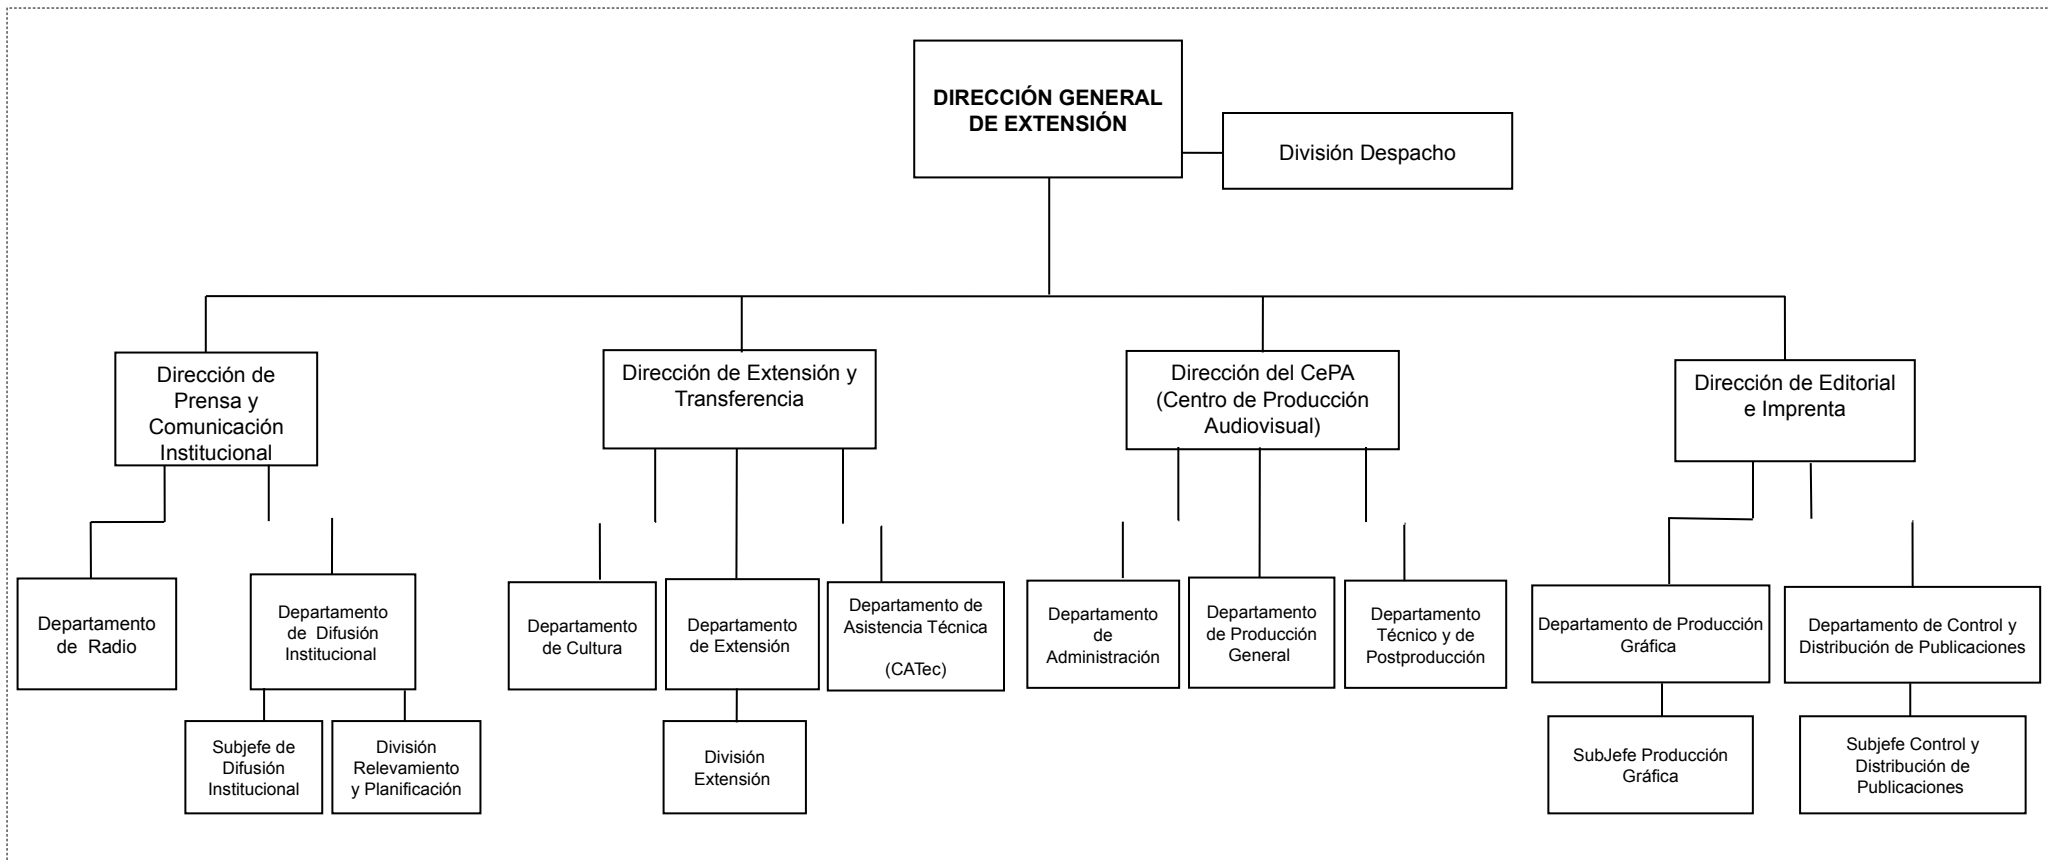 DIRECCIÓN GENERAL
DE EXTENSIÓN
División Despacho
Dirección de
Prensa y
Comunicación
Institucional
Dirección de Extensión y
Transferencia
Dirección del CePA
(Centro de Producción
Audiovisual)
Dirección de Editorial
e Imprenta
Departamento
de Radio
Departamento
de Difusión
Institucional
Departamento
de Cultura
Departamento
de Extensión
Departamento de
Asistencia Técnica
(CATec)
Departamento
de
Administración
Departamento
de Producción
General
Departamento
Técnico y de
Postproducción
Departamento de Producción
Gráfica
Departamento de Control y
Distribución de Publicaciones
Subjefe de
Difusión
Institucional
División
Relevamiento
y Planificación
División
Extensión
SubJefe Producción
Gráfica
Subjefe Control y
Distribución de
Publicaciones